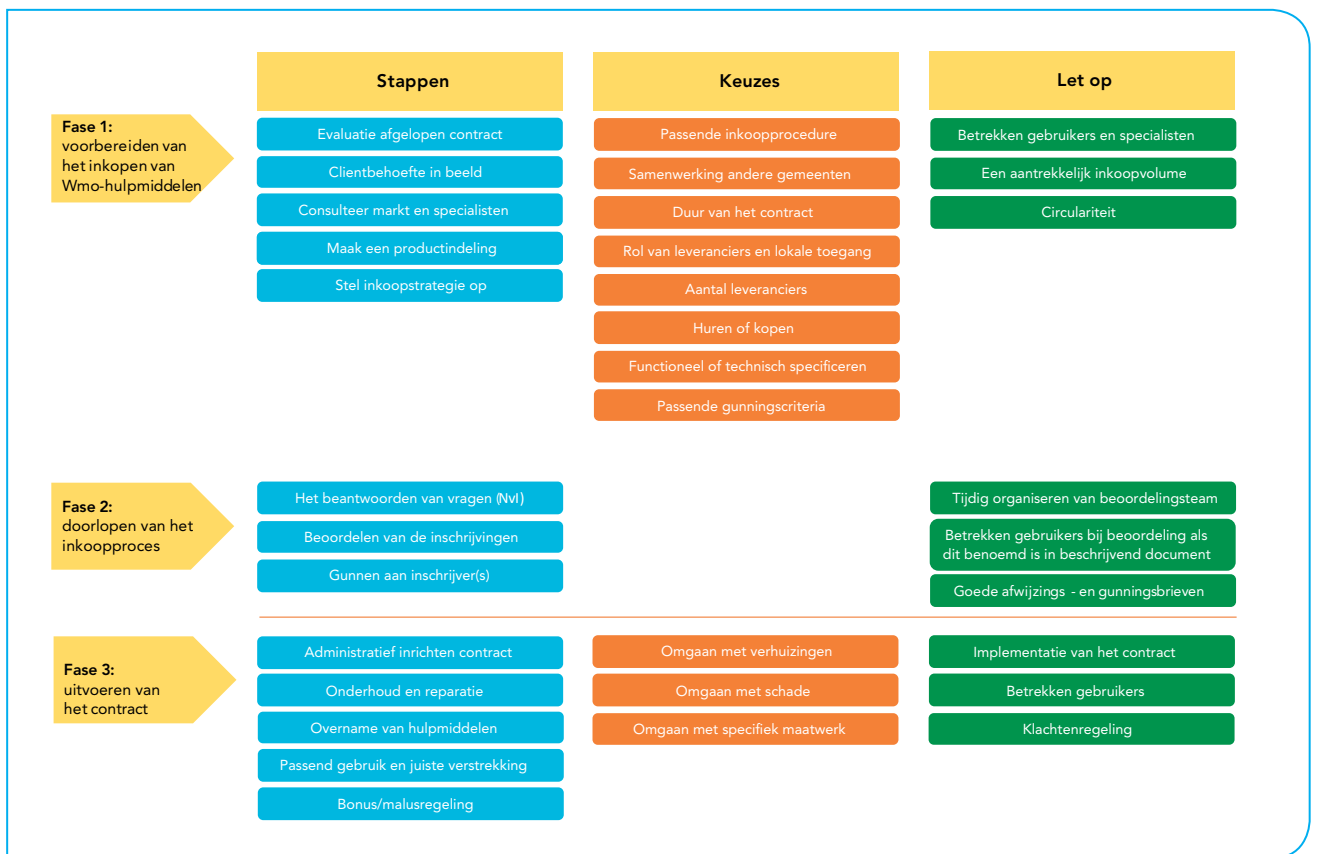 Stappen
Keuzes
Let op
Fase 1:
voorbereiden van
het inkopen van
Wmo-hulpmiddelen
Evaluatie afgelopen contract
Clientbehoefte in beeld
Consulteer markt en specialisten
Maak een productindeling
Stel inkoopstrategie op
Passende inkoopprocedure
Samenwerking andere gemeenten
Duur van het contract
Rol van leveranciers en lokale toegang
Aantal leveranciers
Huren of kopen
Functioneel of technisch specificeren
Passende gunningscriteria
Betrekken gebruikers en specialisten
Een aantrekkelijk inkoopvolume
Circulariteit
Fase 2:
doorlopen van het
inkoopproces
Het beantwoorden van vragen (NvI)
Beoordelen van de inschrijvingen
Gunnen aan inschrijver(s)
Tijdig organiseren van beoordelingsteam
Betrekken gebruikers bij beoordeling als
dit benoemd is in beschrijvend document
Goede afwijzings - en gunningsbrieven
Fase 3:
uitvoeren van
het contract
Administratief inrichten contract
Onderhoud en reparatie
Overname van hulpmiddelen
Passend gebruik en juiste verstrekking
Bonus/malusregeling
Omgaan met verhuizingen
Omgaan met schade
Omgaan met specifiek maatwerk
Implementatie van het contract
Betrekken gebruikers
Klachtenregeling